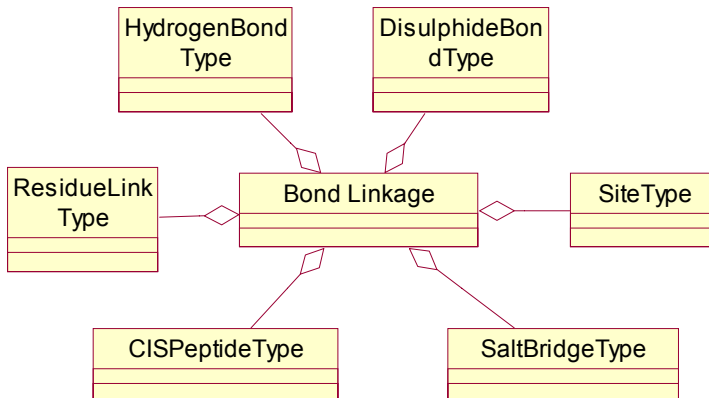 HydrogenBond
Type
DisulphideBon
dType
ResidueLink
Type
Bond Linkage
SiteType
CISPeptideType
SaltBridgeType